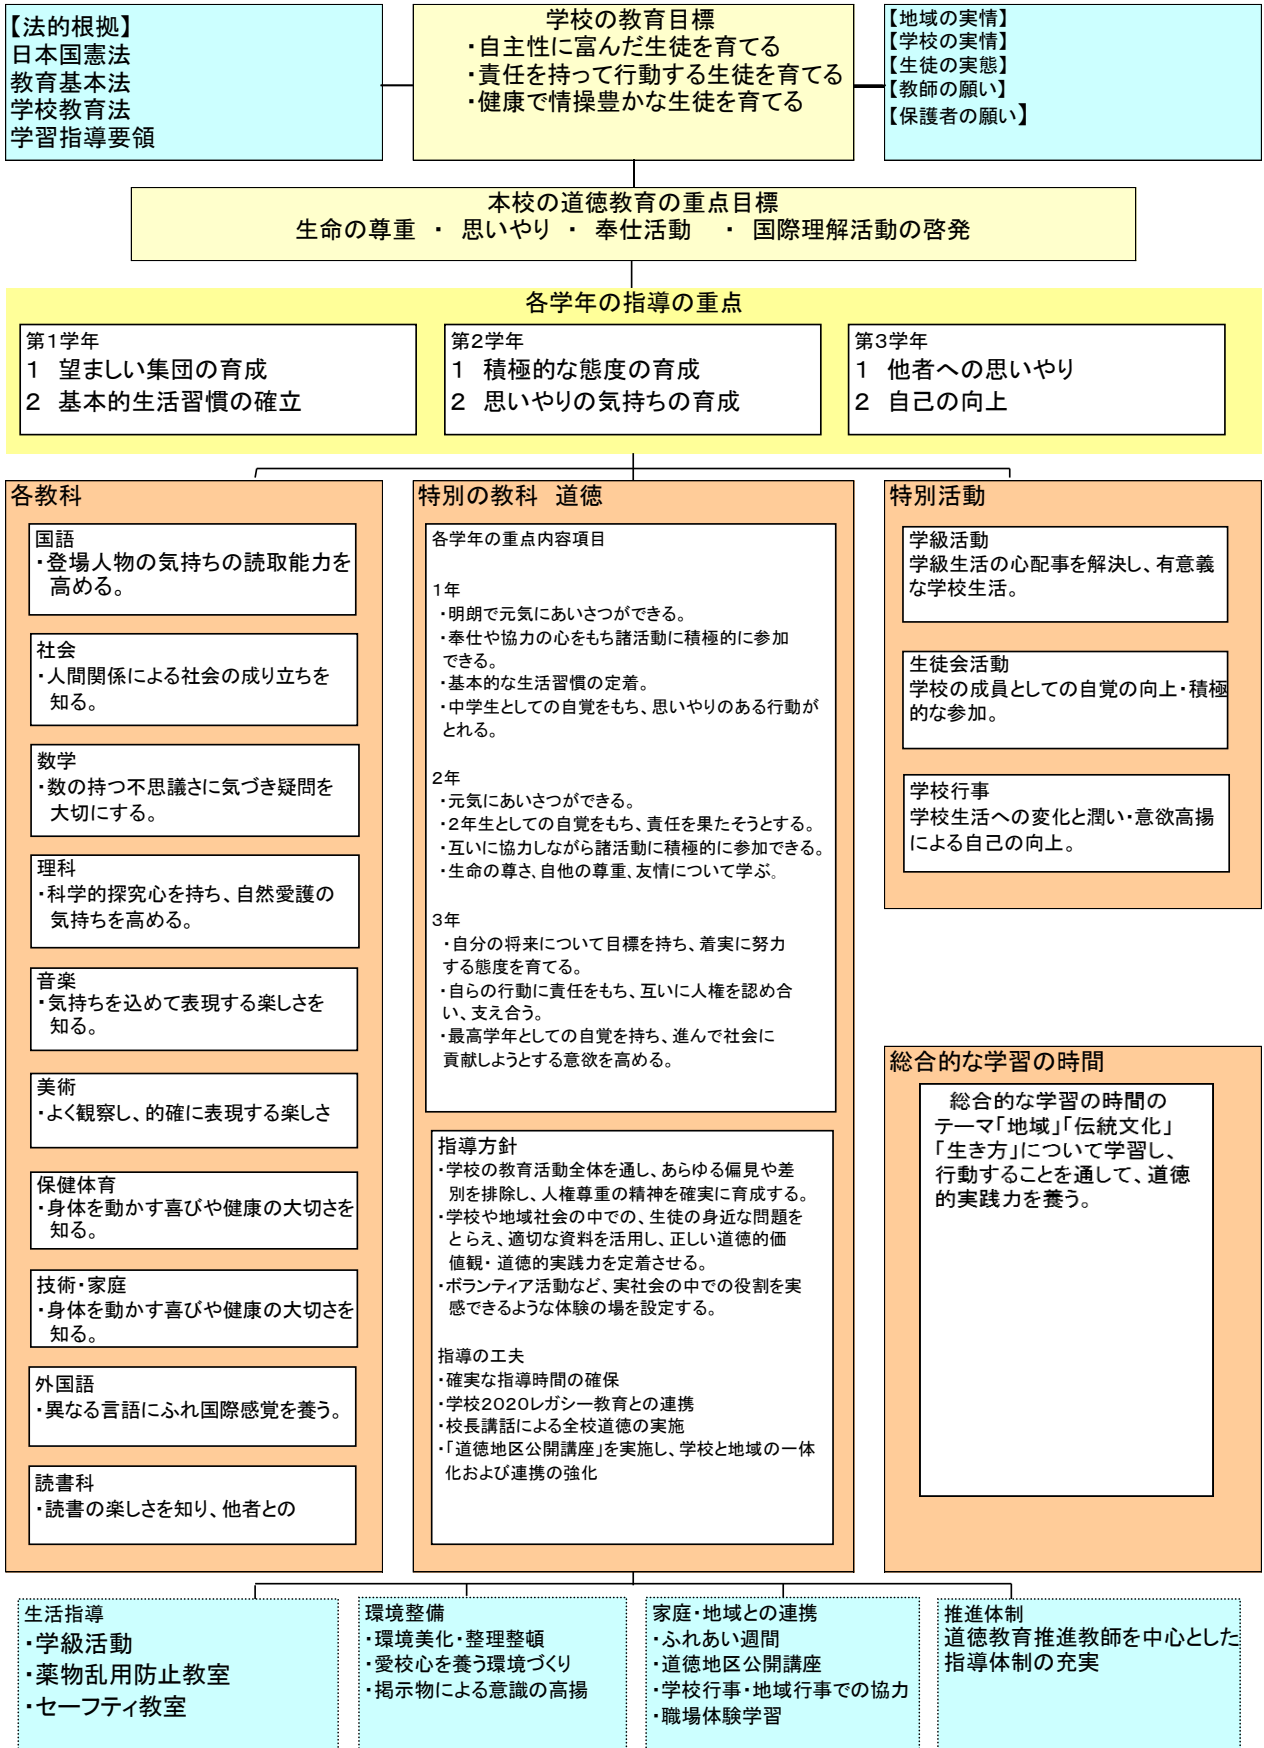 【法的根拠】
日本国憲法
教育基本法
学校教育法
学習指導要領
学校の教育目標
・自主性に富んだ生徒を育てる
・責任を持って行動する生徒を育てる
・健康で情操豊かな生徒を育てる
【地域の実情】
【学校の実情】
【生徒の実態】
【教師の願い】
【保護者の願い】
本校の道徳教育の重点目標
生命の尊重 ・ 思いやり ・ 奉仕活動 ・ 国際理解活動の啓発
各学年の指導の重点
第1学年
1 望ましい集団の育成
2 基本的生活習慣の確立
第2学年
1 積極的な態度の育成
2 思いやりの気持ちの育成
第3学年
1 他者への思いやり
2 自己の向上
各教科
国語
・登場人物の気持ちの読取能力を
高める。
社会
・人間関係による社会の成り立ちを
知る。
数学
・数の持つ不思議さに気づき疑問を
大切にする。
理科
・科学的探究心を持ち、自然愛護の
気持ちを高める。
音楽
・気持ちを込めて表現する楽しさを
知る。
美術
・よく観察し、的確に表現する楽しさ
保健体育
・身体を動かす喜びや健康の大切さを
知る。
技術・家庭
・身体を動かす喜びや健康の大切さを
知る。
外国語
・異なる言語にふれ国際感覚を養う。
読書科
・読書の楽しさを知り、他者との
特別の教科 道徳
各学年の重点内容項目
1年
・明朗で元気にあいさつができる。
・奉仕や協力の心をもち諸活動に積極的に参加
できる。
・基本的な生活習慣の定着。
・中学生としての自覚をもち、思いやりのある行動が
とれる。
2年
・元気にあいさつができる。
・2年生としての自覚をもち、責任を果たそうとする。
・互いに協力しながら諸活動に積極的に参加できる。
・生命の尊さ、自他の尊重、友情について学ぶ。
3年
・自分の将来について目標を持ち、着実に努力
する態度を育てる。
・自らの行動に責任をもち、互いに人権を認め合
い、支え合う。
・最高学年としての自覚を持ち、進んで社会に
貢献しようとする意欲を高める。
指導方針
・学校の教育活動全体を通し、あらゆる偏見や差
別を排除し、人権尊重の精神を確実に育成する。
・学校や地域社会の中での、生徒の身近な問題を
とらえ、適切な資料を活用し、正しい道徳的価
値観・道徳的実践力を定着させる。
・ボランティア活動など、実社会の中での役割を実
感できるような体験の場を設定する。
指導の工夫
・確実な指導時間の確保
・学校2020レガシー教育との連携
・校長講話による全校道徳の実施
・「道徳地区公開講座」を実施し、学校と地域の一体
化および連携の強化
特別活動
学級活動
学級生活の心配事を解決し、有意義
な学校生活。
生徒会活動
学校の成員としての自覚の向上・積極
的な参加。
学校行事
学校生活への変化と潤い・意欲高揚
による自己の向上。
総合的な学習の時間
総合的な学習の時間の
テーマ「地域」「伝統文化」
「生き方」について学習し、
行動することを通して、道徳
的実践力を養う。
生活指導
・学級活動
・薬物乱用防止教室
・セーフティ教室
環境整備
・環境美化・整理整頓
・愛校心を養う環境づくり
・掲示物による意識の高揚
家庭・地域との連携
・ふれあい週間
・道徳地区公開講座
・学校行事・地域行事での協力
・職場体験学習
推進体制
道徳教育推進教師を中心とした
指導体制の充実